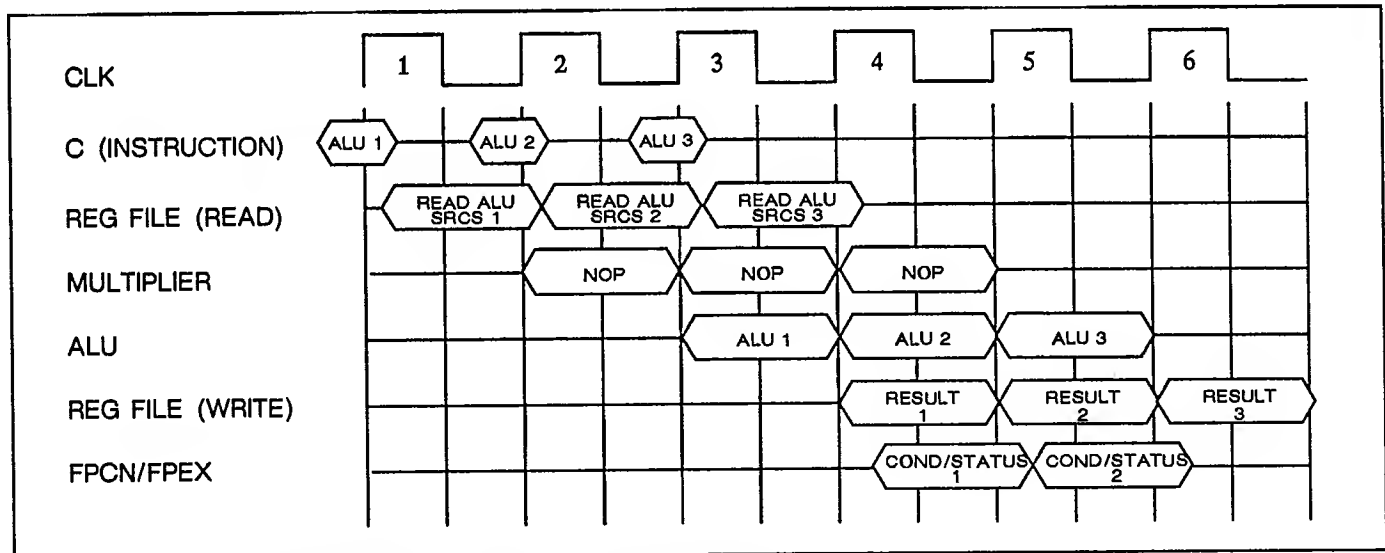 CLK 1 2 3 4 5 6
C (INSTRUCTION) ALU 1 ALU 2 ALU 3
REG FILE (READ) READ ALU SRCS 1 READ ALU SRCS 2 READ ALU SRCS 3
MULTIPLIER NOP NOP NOP
ALU ALU 1 ALU 2 ALU 3
REG FILE (WRITE) RESULT 1 RESULT 2 RESULT 3
FPCN/FPEX COND/STATUS 1 COND/STATUS 2